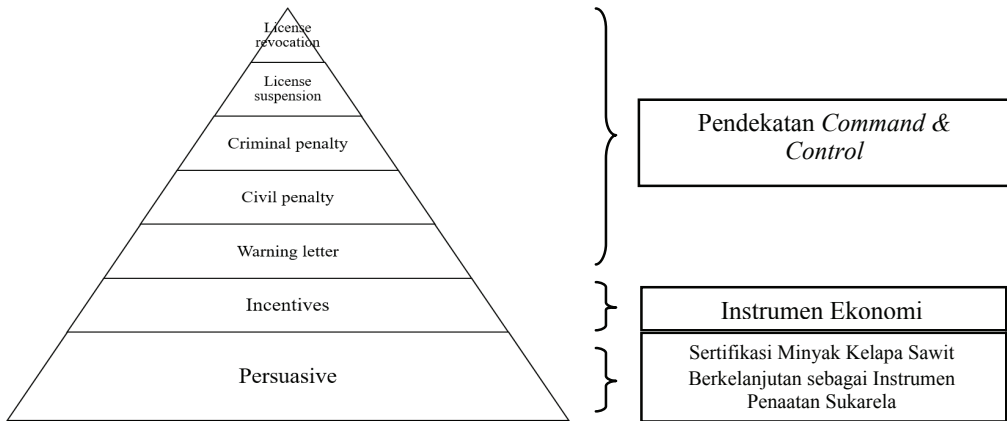 License
revocation
License
suspension
Criminal penalty
Civil penalty
Warning letter
Incentives
Persuasive
Pendekatan Command &
Control
Instrumen Ekonomi
Sertifikasi Minyak Kelapa Sawit
Berkelanjutan sebagai Instrumen
Penaatan Sukarela